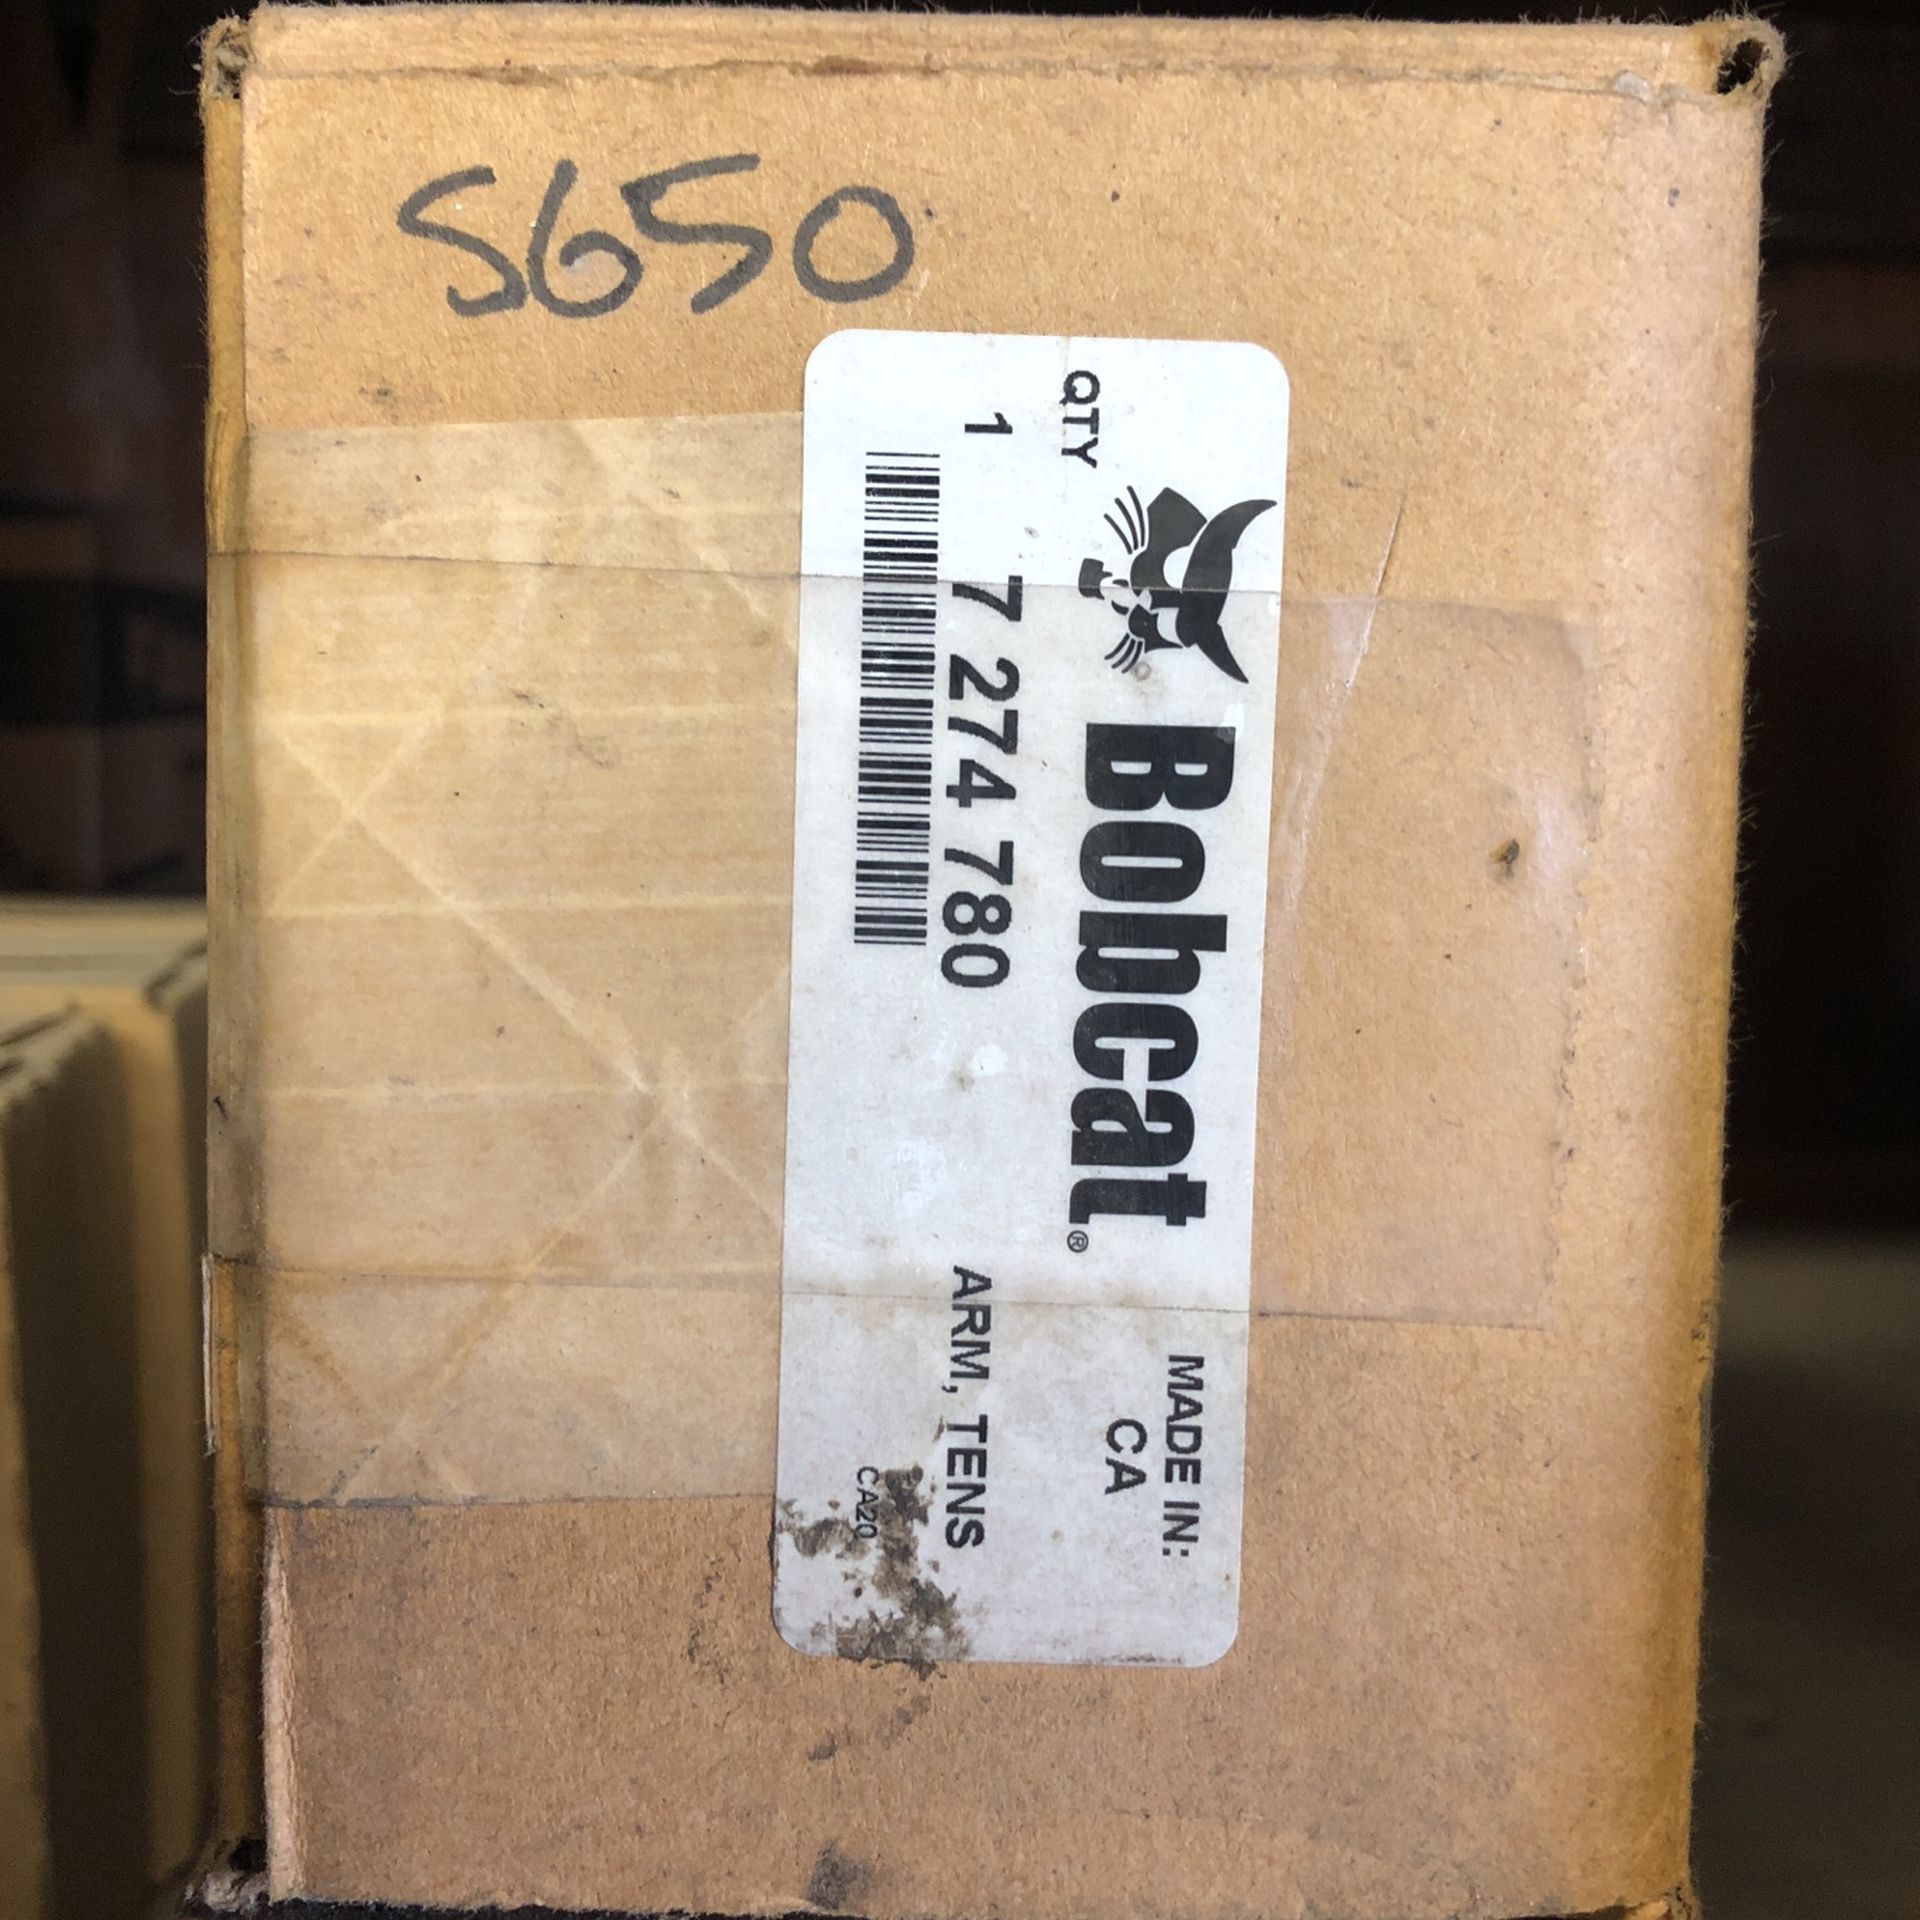 S650
Bobcat®
MADE IN:
CA
QTY
1
7 274 780
ARM, TENS
CA20